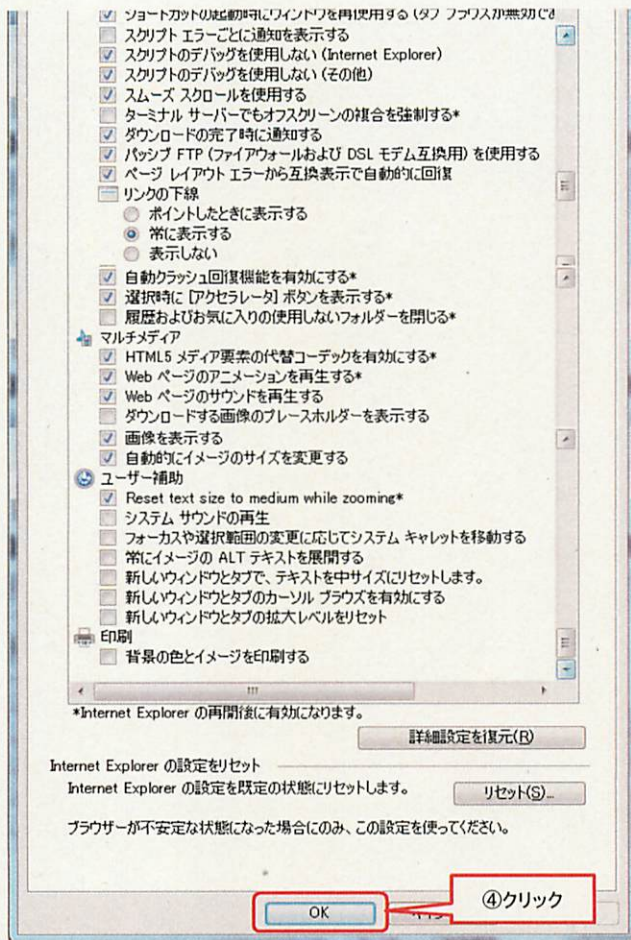 ショートカットの起動時にウィンドウを再使用する (タブ ブラウズが無効で
スクリプト エラーごとに通知を表示する
スクリプトのデバッグを使用しない (Internet Explorer)
スクリプトのデバッグを使用しない (その他)
スムーズ スクロールを使用する
ターミナル サーバーでもオフスクリーンの複合を強制する*
ダウンロードの完了時に通知する
パッシブ FTP (ファイアウォールおよび DSL モデム互換用) を使用する
ページ レイアウト エラーから互換表示で自動的に回復
リンクの下線
ポイントしたときに表示する
常に表示する
表示しない
自動クラッシュ回復機能を有効にする*
選択時に [アクセラレータ] ボタンを表示する*
履歴およびお気に入りの使用しないフォルダーを閉じる*
マルチメディア
HTML5 メディア要素の代替コーデックを有効にする*
Web ページのアニメーションを再生する*
Web ページのサウンドを再生する
ダウンロードする画像のプレースホルダーを表示する
画像を表示する
自動的にイメージのサイズを変更する
ユーザー補助
Reset text size to medium while zooming*
システム サウンドの再生
フォーカスや選択範囲の変更に応じてシステム キャレットを移動する
常にイメージの ALT テキストを展開する
新しいウィンドウとタブで、テキストを中サイズにリセットします。
新しいウィンドウとタブのカーソル ブラウズを有効にする
新しいウィンドウとタブの拡大レベルをリセット
印刷
背景の色とイメージを印刷する
*Internet Explorer の再開後に有効になります。
詳細設定を復元(R)
Internet Explorer の設定をリセット
Internet Explorer の設定を既定の状態にリセットします。
リセット(S)...
ブラウザーが不安定な状態になった場合にのみ、この設定を使ってください。
OK
④クリック